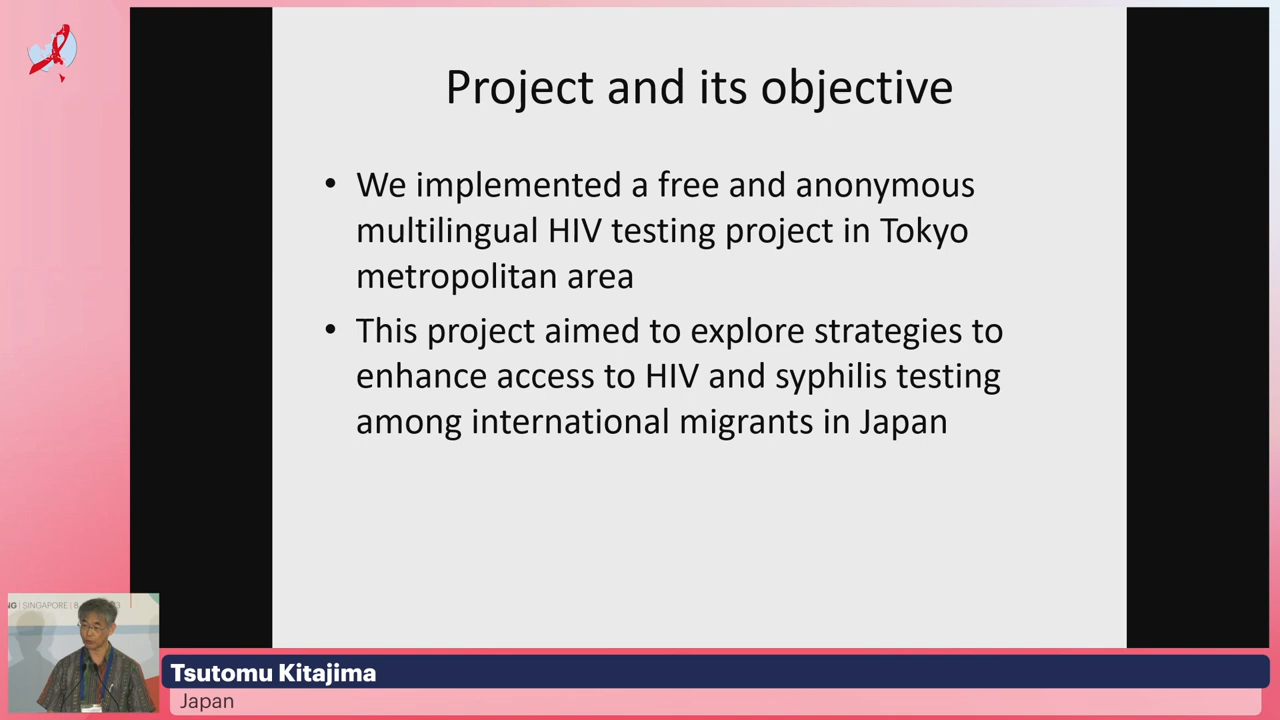 Project and its objective
• We implemented a free and anonymous
multilingual HIV testing project in Tokyo
metropolitan area
• This project aimed to explore strategies to
enhance access to HIV and syphilis testing
among international migrants in Japan
SINGAPORE
Tsutomu Kitajima
Japan